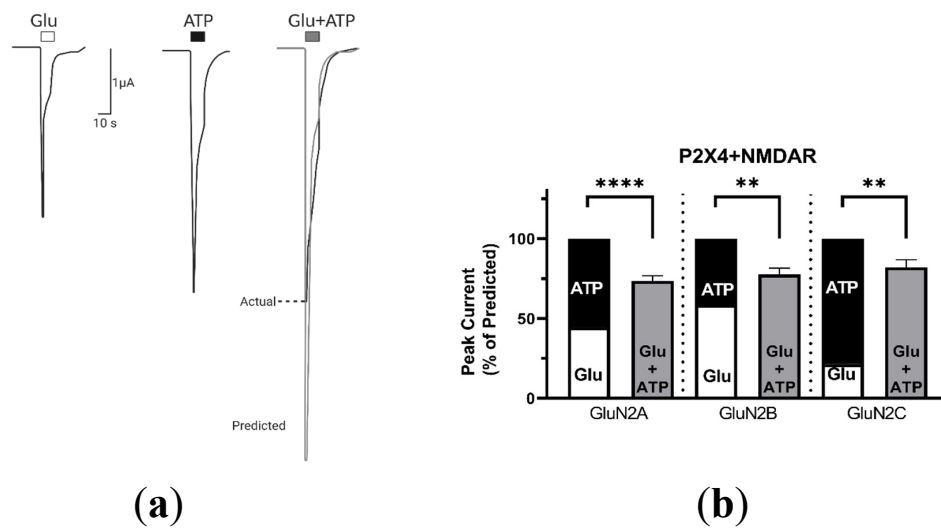 Glu
ATP
Glu+ATP
1μA
10 s
Actual
Predicted
(a)
P2X4+NMDAR
****
**
**
Peak Current
(% of Predicted)
100
50
0
ATP
Glu
Glu
+
ATP
ATP
Glu
Glu
+
ATP
ATP
Glu
Glu
+
ATP
GluN2A
GluN2B
GluN2C
(b)